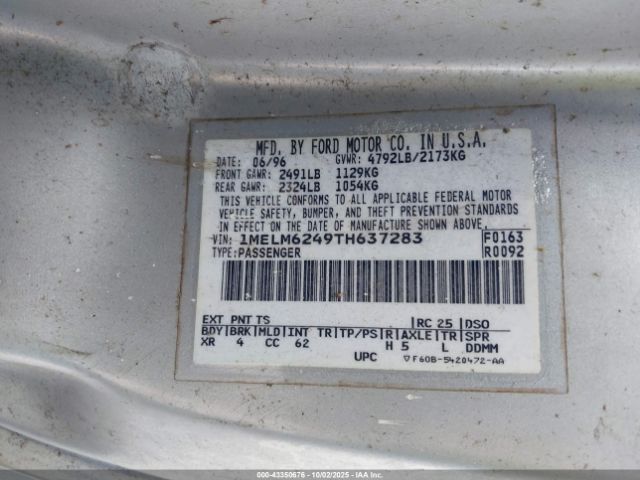 MFD. BY FORD MOTOR CO. IN U.S.A.
DATE: 06/96 GVWR: 4792LB/2173KG
FRONT GAWR: 2491LB 1129KG
REAR GAWR: 2324LB 1054KG
THIS VEHICLE CONFORMS TO ALL APPLICABLE FEDERAL MOTOR
VEHICLE SAFETY, BUMPER, AND THEFT PREVENTION STANDARDS
IN EFFECT ON THE DATE OF MANUFACTURE SHOWN ABOVE.
VIN: 1MELM6249TH637283 F0163
TYPE: PASSENGER R0092
EXT PNT TS RC 25 DSO
BDY BRK MLD INT TR TP/PS R AXLE TR SPR
XR 4 CC 62 H 5 L DDMM
UPC ▽F60B-5420472-AA
000-43350676 - 10/02/2025 - IAAI.COM